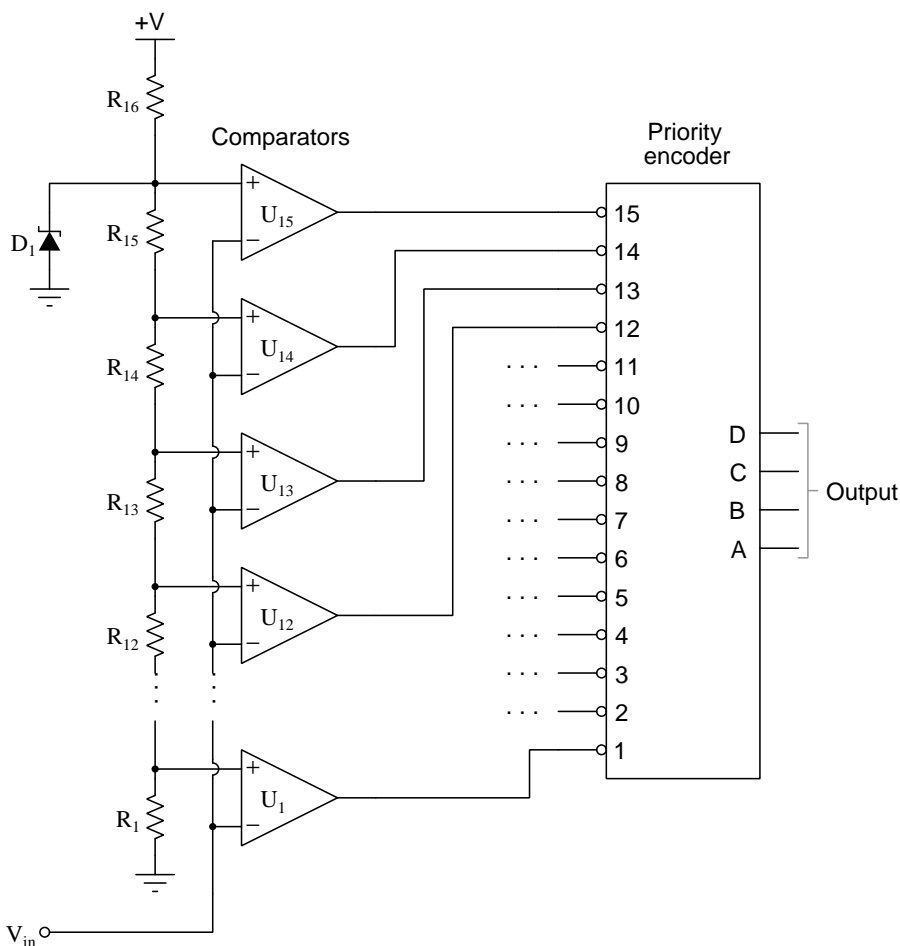 +V
R16
Comparators
Priority
encoder
+
U15
−
R15
D1
15
14
13
12
+
U14
−
R14
. . . 11
. . . 10
. . . 9
+
U13
−
R13
. . . 8
. . . 7
. . . 6
+
U12
−
R12
. . . 5
. . . 4
. . . 3
. . . 2
1
D
C
B
A
Output
+
U1
−
R1
Vin